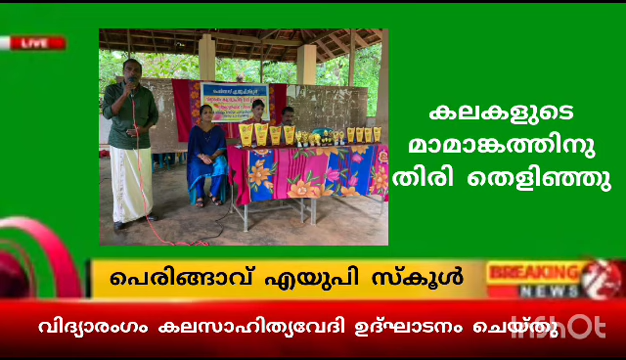 LIVE
കലകളുടെ
മാമാങ്കത്തിനു
തിരി തെളിഞ്ഞു
പെരിങ്ങാവ് എയുപി സ്കൂൾ
BREAKING
NEWS
വിദ്യാരംഗം കലസാഹിത്യവേദി ഉദ്ഘാടനം ചെയ്തു
InShOt